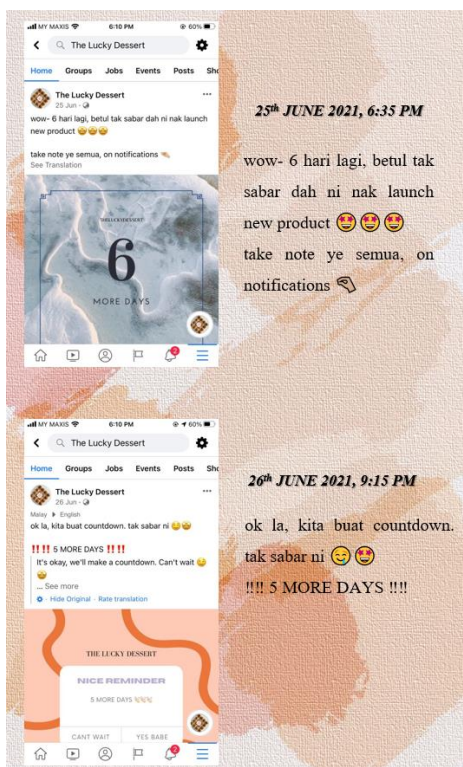 MY MAXIS 6:10 PM 60%
The Lucky Dessert
Home Groups Jobs Events Posts Sho
The Lucky Dessert
25 Jun
wow- 6 hari lagi, betul tak sabar dah ni nak launch
new product 🤩🤩🤩
take note ye semua, on notifications
See Translation
THELUCKYDESSERT
6
MORE DAYS
2
25th JUNE 2021, 6:35 PM
wow- 6 hari lagi, betul tak
sabar dah ni nak launch
new product 🤩🤩🤩
take note ye semua, on
notifications
MY MAXIS 6:10 PM 60%
The Lucky Dessert
Home Groups Jobs Events Posts Sho
The Lucky Dessert
26 Jun
Malay English
ok la, kita buat countdown. tak sabar ni 🤤🤩
‼️‼️ 5 MORE DAYS ‼️‼️
It's okay, we'll make a countdown. Can't wait 🤤
🤩
... See more
Hide Original · Rate translation
THE LUCKY DESSERT
NICE REMINDER
5 MORE DAYS
CANT WAIT YES BABE
2
26th JUNE 2021, 9:15 PM
ok la, kita buat countdown.
tak sabar ni 🤤🤩
!!!! 5 MORE DAYS !!!!